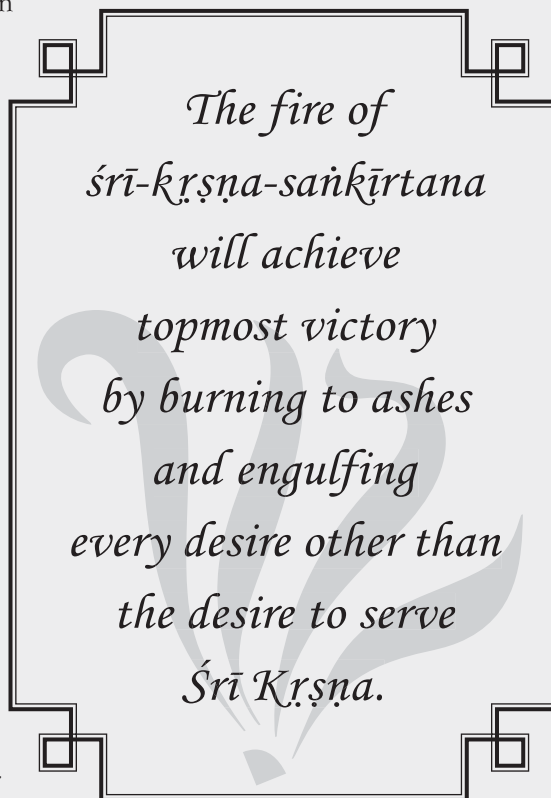 n
The fire of
śrī-kṛṣṇa-saṅkīrtana
will achieve
topmost victory
by burning to ashes
and engulfing
every desire other than
the desire to serve
Śrī Kṛṣṇa.